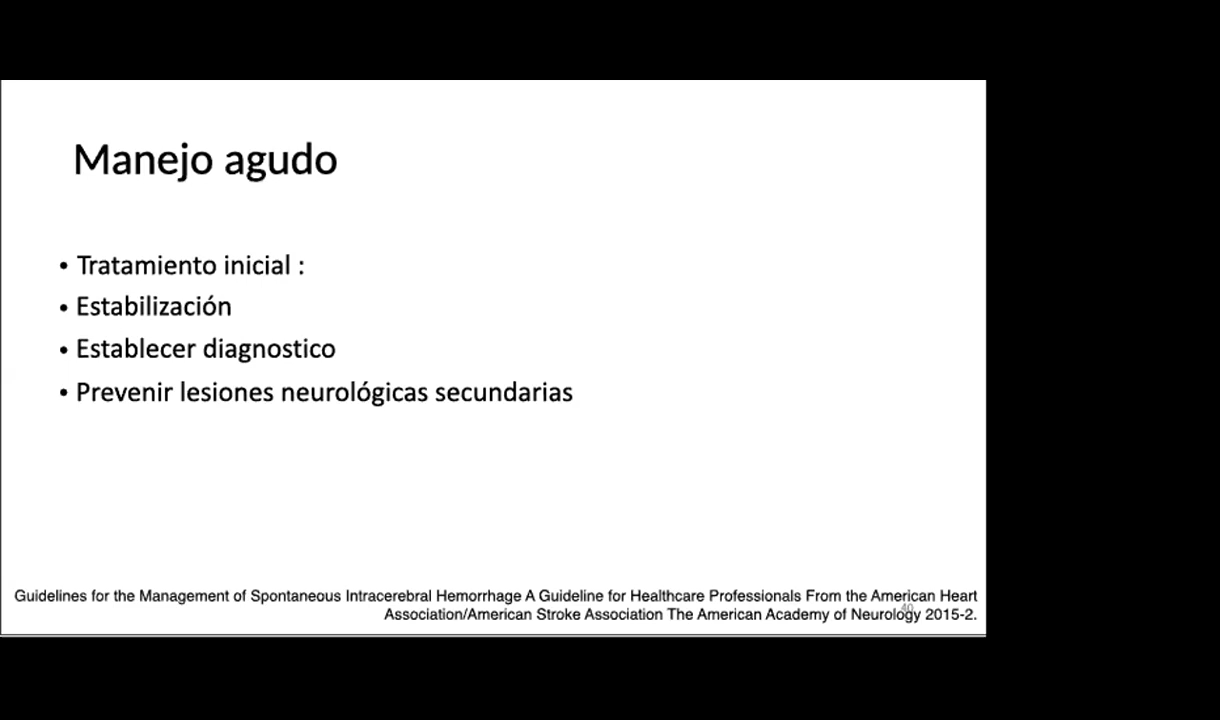 Manejo agudo
• Tratamiento inicial :
• Estabilización
• Establecer diagnostico
• Prevenir lesiones neurológicas secundarias
Guidelines for the Management of Spontaneous Intracerebral Hemorrhage A Guideline for Healthcare Professionals From the American Heart
Association/American Stroke Association The American Academy of Neurology 2015-2.
40